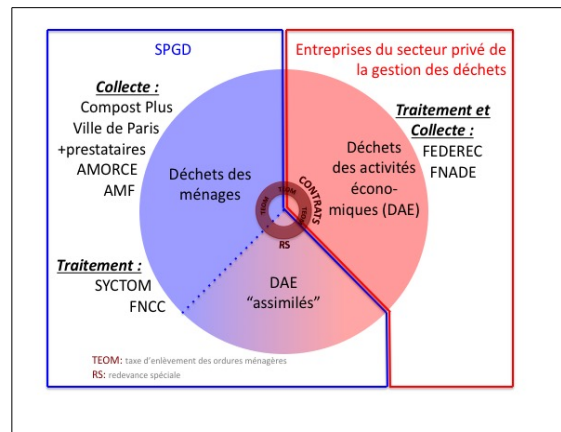 SPGD
Entreprises du secteur privé de
la gestion des déchets
Collecte :
Compost Plus
Ville de Paris
+prestataires
AMORCE
AMF
Déchets des
ménages
Traitement et
Collecte :
FEDEREC
FNADE
Déchets
des activités
écono-
miques (DAE)
CONTRATS
TEOM
TEOM
TEOM
RS
Traitement :
SYCTOM
FNCC
DAE
“assimilés”
TEOM: taxe d’enlèvement des ordures ménagères
RS: redevance spéciale